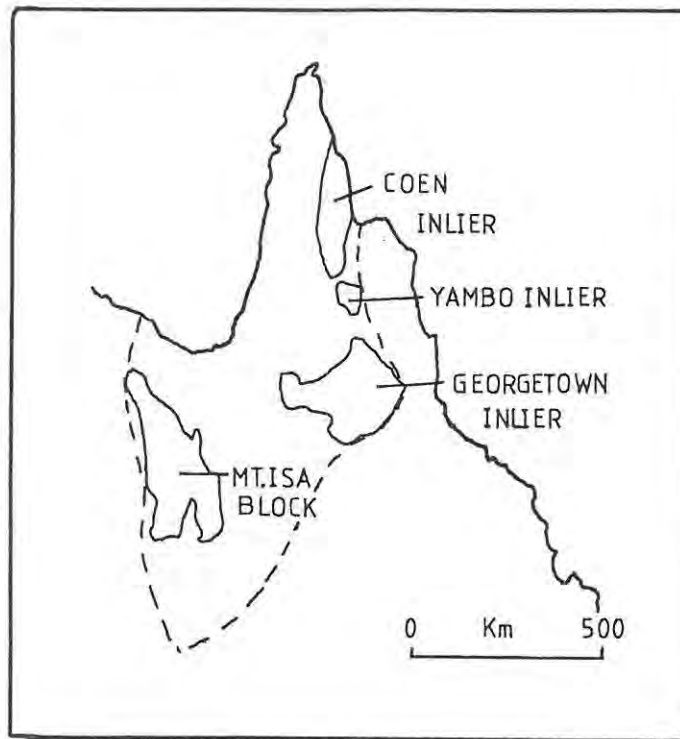 COEN
INLIER
YAMBO INLIER
GEORGETOWN
INLIER
MT.ISA
BLOCK
0 Km 500